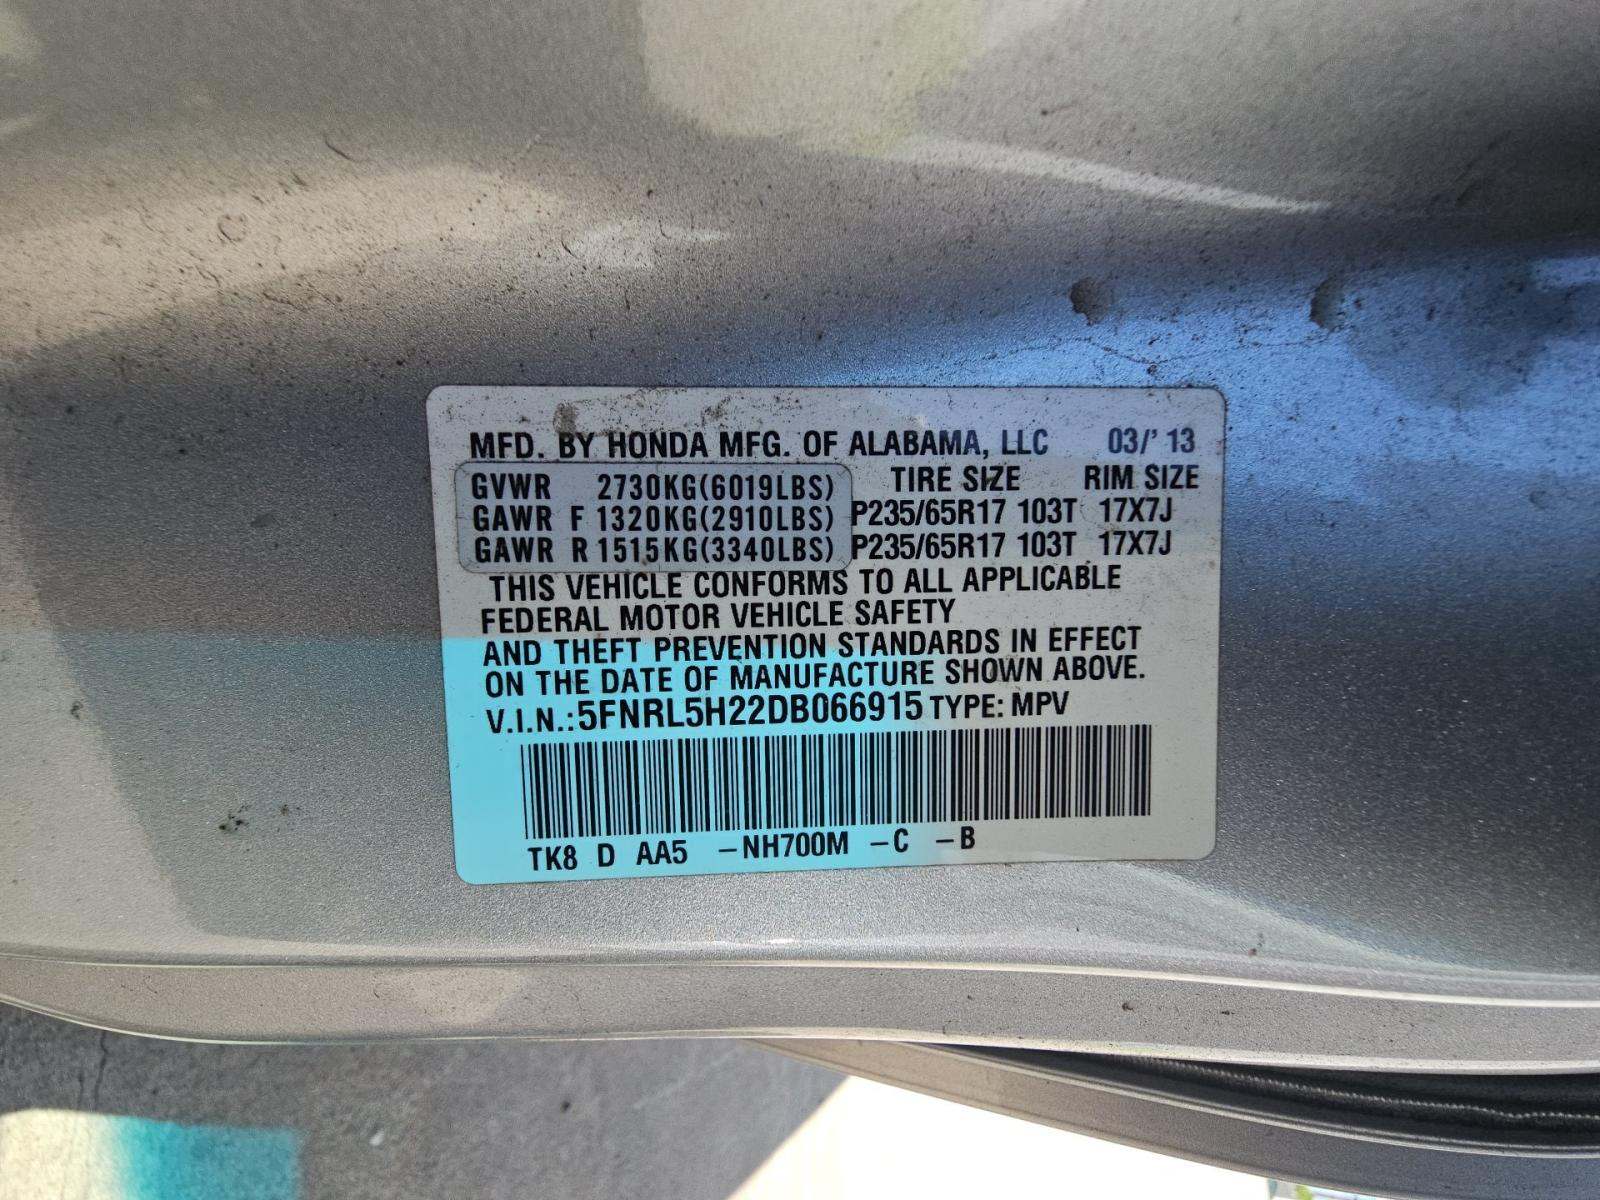 MFD. BY HONDA MFG. OF ALABAMA, LLC 03/' 13
GVWR 2730KG(6019LBS) TIRE SIZE RIM SIZE
GAWR F 1320KG(2910LBS) P235/65R17 103T 17X7J
GAWR R 1515KG(3340LBS) P235/65R17 103T 17X7J
THIS VEHICLE CONFORMS TO ALL APPLICABLE
FEDERAL MOTOR VEHICLE SAFETY
AND THEFT PREVENTION STANDARDS IN EFFECT
ON THE DATE OF MANUFACTURE SHOWN ABOVE.
V.I.N.: 5FNRL5H22DB066915 TYPE: MPV
TK8 D AA5 –NH700M –C –B